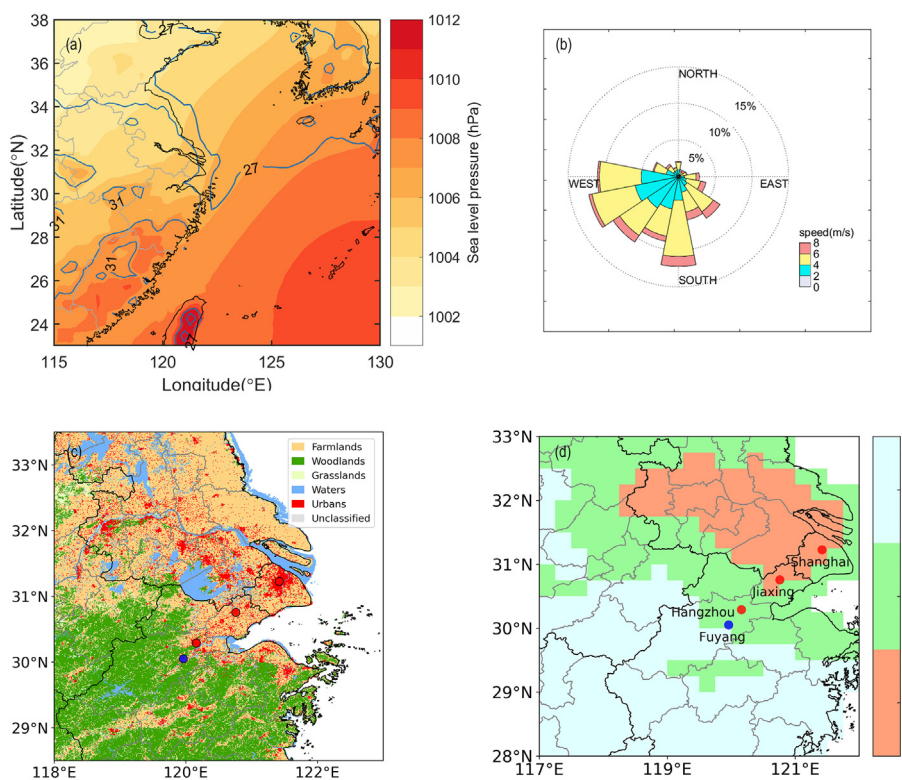 (a)
38
36
34
32
30
28
26
24
Latitude(°N)
115
120
125
130
Longitude(°E)
27
27
31
31
31
27
1012
1010
1008
1006
1004
1002
Sea level pressure (hPa)
(b)
NORTH
15%
10%
5%
WEST
EAST
SOUTH
speed(m/s)
8
6
4
2
0
(c)
33°N
32°N
31°N
30°N
29°N
118°E
120°E
122°E
Farmlands
Woodlands
Grasslands
Waters
Urbans
Unclassified
(d)
33°N
32°N
31°N
30°N
29°N
28°N
117°E
119°E
121°E
Shanghai
Jiaxing
Hangzhou
Fuyang